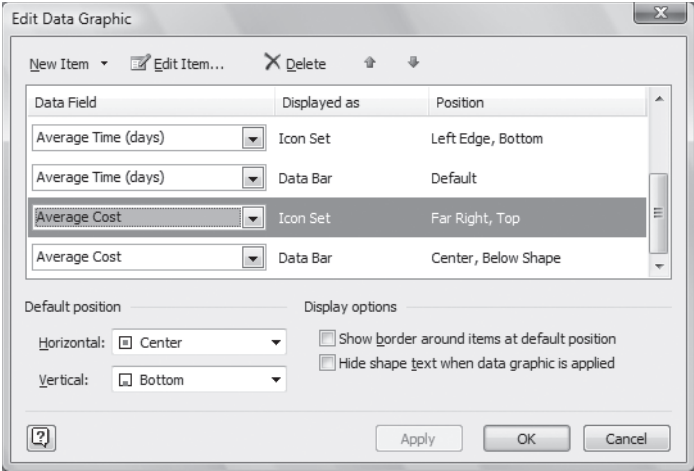 Edit Data Graphic
New Item Edit Item... Delete
Data Field Displayed as Position
Average Time (days) Icon Set Left Edge, Bottom
Average Time (days) Data Bar Default
Average Cost Icon Set Far Right, Top
Average Cost Data Bar Center, Below Shape
Default position Display options
Horizontal: Center Show border around items at default position
Hide shape text when data graphic is applied
Vertical: Bottom
Apply OK Cancel